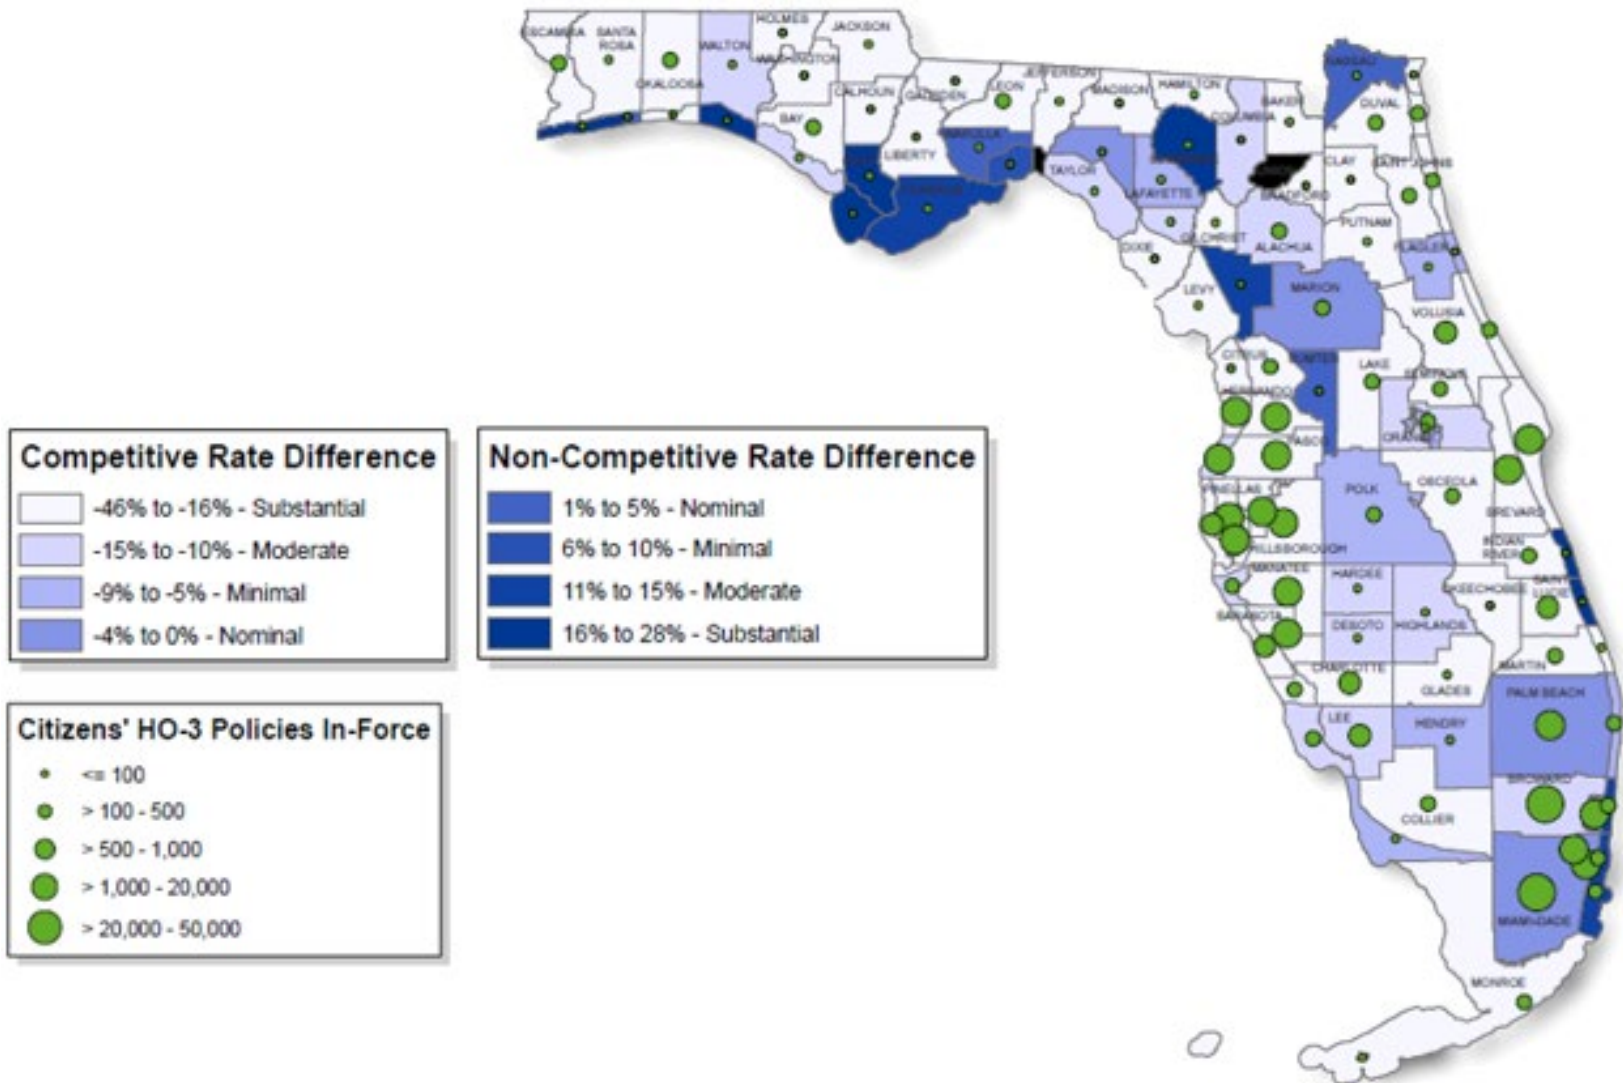 HOLMES
JACKSON
ESCAMBIA
SANTA
ROSA
WALTON
WASHINGTON
OKALOOSA
CALHOUN
GADSDEN
LEON
JEFFERSON
MADISON
HAMILTON
NASSAU
BAKER
DUVAL
COLUMBIA
BAY
LIBERTY
WAKULLA
TAYLOR
LAFAYETTE
CLAY
SAINT JOHNS
BRADFORD
PUTNAM
DIXIE
GILCHRIST
ALACHUA
FLAGLER
LEVY
MARION
VOLUSIA
CITRUS
SUMTER
LAKE
SEMINOLE
HERNANDO
ORANGE
PASCO
POLK
OSCEOLA
PINELLAS
BREVARD
HILLSBOROUGH
INDIAN
RIVER
MANATEE
HARDEE
OKEECHOBEE
SAINT
LUCIE
SARASOTA
DESOTO
HIGHLANDS
CHARLOTTE
GLADES
MARTIN
LEE
HENDRY
PALM BEACH
BROWARD
COLLIER
MIAMI-DADE
MONROE
Competitive Rate Difference
-46% to -16% - Substantial
-15% to -10% - Moderate
-9% to -5% - Minimal
-4% to 0% - Nominal
Non-Competitive Rate Difference
1% to 5% - Nominal
6% to 10% - Minimal
11% to 15% - Moderate
16% to 28% - Substantial
Citizens' HO-3 Policies In-Force
<= 100
> 100 - 500
> 500 - 1,000
> 1,000 - 20,000
> 20,000 - 50,000